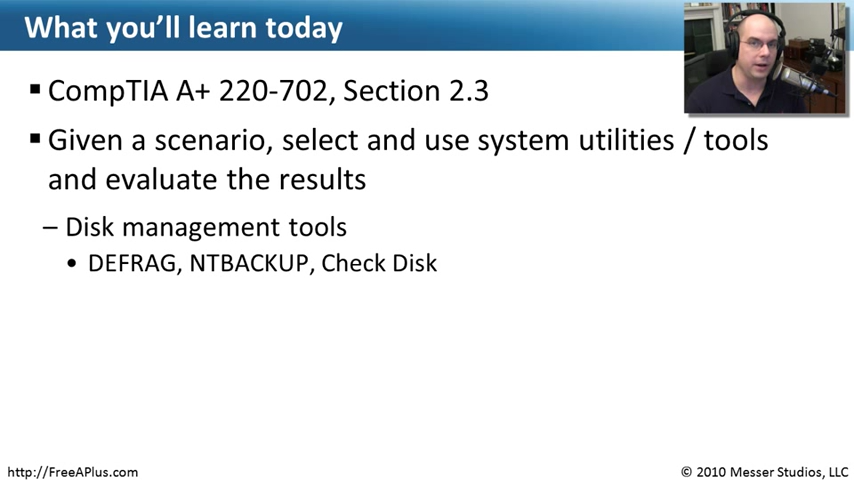 What you'll learn today
▪ CompTIA A+ 220-702, Section 2.3
▪ Given a scenario, select and use system utilities / tools
and evaluate the results
– Disk management tools
• DEFRAG, NTBACKUP, Check Disk
http://FreeAPlus.com
© 2010 Messer Studios, LLC